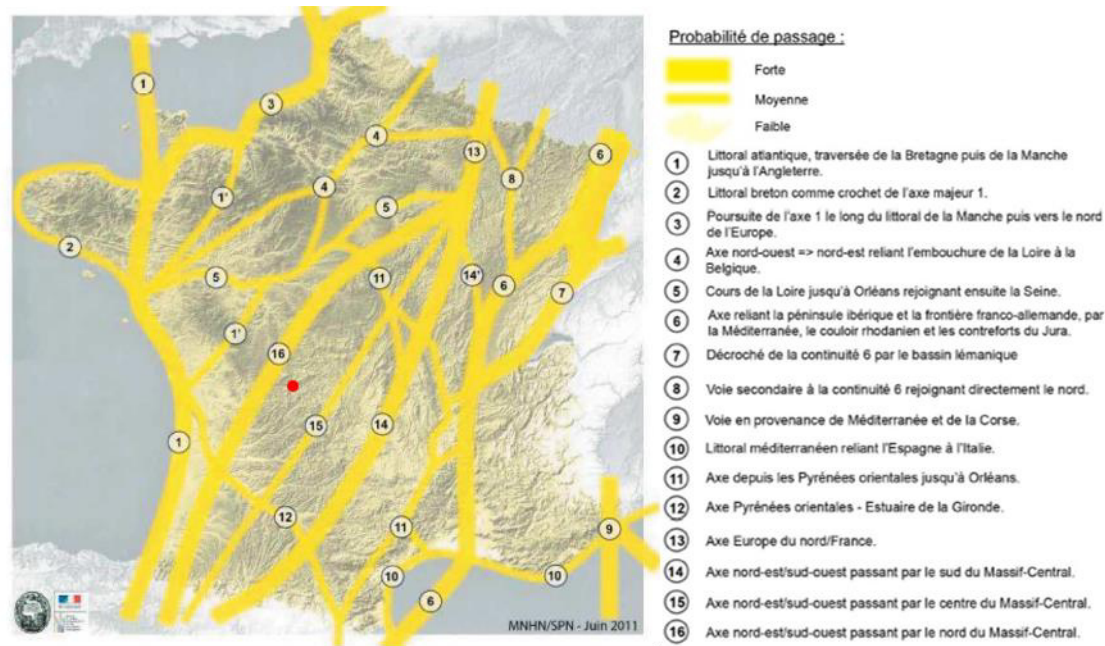 Probabilité de passage :
Forte
Moyenne
Faible
1 Littoral atlantique, traversée de la Bretagne puis de la Manche
jusqu'à l'Angleterre.
2 Littoral breton comme crochet de l'axe majeur 1.
3 Poursuite de l'axe 1 le long du littoral de la Manche puis vers le nord
de l'Europe.
4 Axe nord-ouest => nord-est reliant l'embouchure de la Loire à la
Belgique.
5 Cours de la Loire jusqu'à Orléans rejoignant ensuite la Seine.
6 Axe reliant la péninsule ibérique et la frontière franco-allemande, par
la Méditerranée, le couloir rhodanien et les contreforts du Jura.
7 Décroché de la continuité 6 par le bassin lémanique
8 Voie secondaire à la continuité 6 rejoignant directement le nord.
9 Voie en provenance de Méditerranée et de la Corse.
10 Littoral méditerranéen reliant l'Espagne à l'Italie.
11 Axe depuis les Pyrénées orientales jusqu'à Orléans.
12 Axe Pyrénées orientales - Estuaire de la Gironde.
13 Axe Europe du nord/France.
14 Axe nord-est/sud-ouest passant par le sud du Massif-Central.
15 Axe nord-est/sud-ouest passant par le centre du Massif-Central.
16 Axe nord-est/sud-ouest passant par le nord du Massif-Central.
1
3
4
13
6
8
1'
4
5
2
5
11
14'
6
7
1'
16
15
14
1
12
11
9
10
10
6
MNHN/SPN - Juin 2011